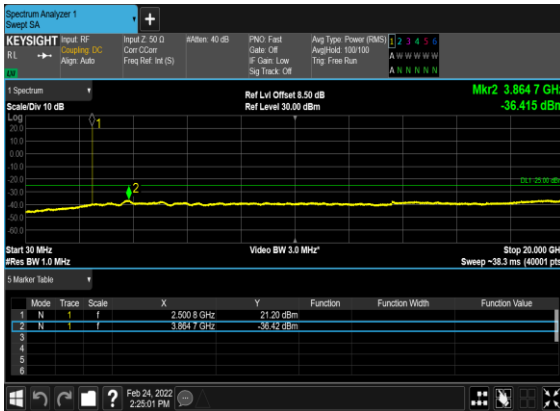 Spectrum Analyzer 1
Swept SA
+
KEYSIGHT Input: RF Input Z: 50 Ω #Atten: 40 dB PNO: Fast Avg Type: Power (RMS) 1 2 3 4 5 6
RL Coupling: DC Corr CCorr Gate: Off Avg|Hold: 100/100 A W W W W W
Align: Auto Freq Ref: Int (S) IF Gain: Low Trig: Free Run
Sig Track: Off A N N N N N
1 Spectrum Ref Lvl Offset 8.50 dB Mkr2 3.864 7 GHz
Scale/Div 10 dB Ref Level 30.00 dBm -36.415 dBm
Log
20.0 1
10.0
0.00
-10.0
-20.0 DL1 -25.00 dBm
-30.0 2
-40.0
-50.0
-60.0
Start 30 MHz Video BW 3.0 MHz* Stop 20.000 GHz
#Res BW 1.0 MHz Sweep ~38.3 ms (40001 pts)
5 Marker Table
Mode Trace Scale X Y Function Function Width Function Value
1 N 1 f 2.500 8 GHz 21.20 dBm
2 N 1 f 3.864 7 GHz -36.42 dBm
3
4
5
6
? Feb 24, 2022
2:25:01 PM